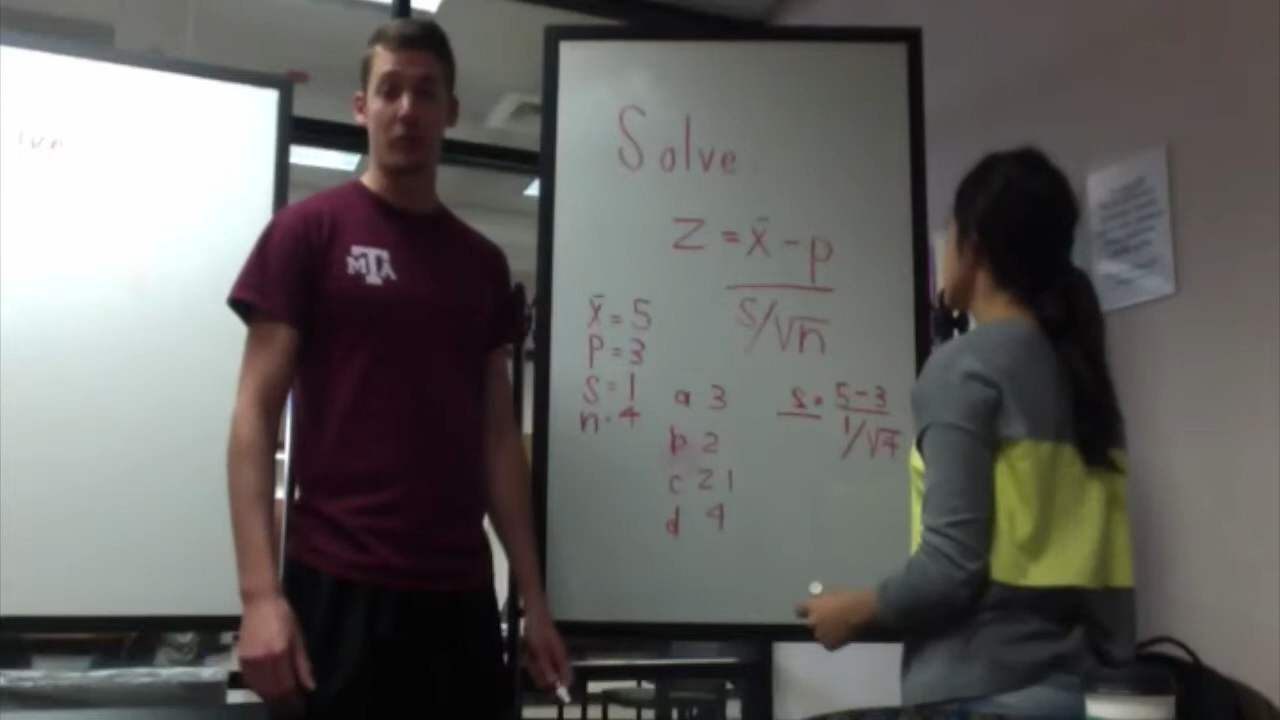 Solve
z = x̄ - p
s/√n
x̄ = 5
p = 3
s = 1
n = 4
a 3
b 2
c 21
d 4
s = 5-3
1/√4
MTA